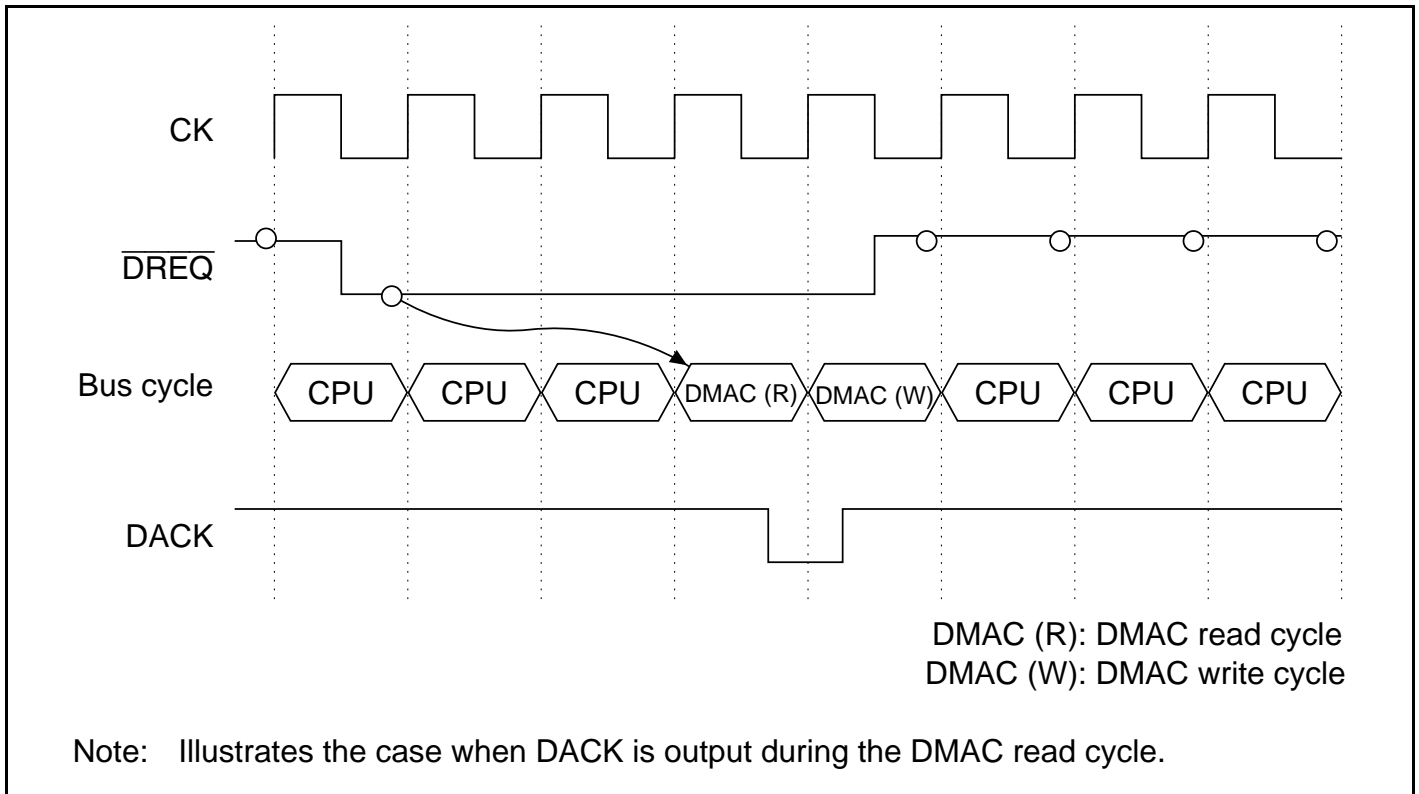 CK
DREQ
Bus cycle
CPU CPU CPU DMAC (R) DMAC (W) CPU CPU CPU
DACK
DMAC (R): DMAC read cycle
DMAC (W): DMAC write cycle
Note: Illustrates the case when DACK is output during the DMAC read cycle.